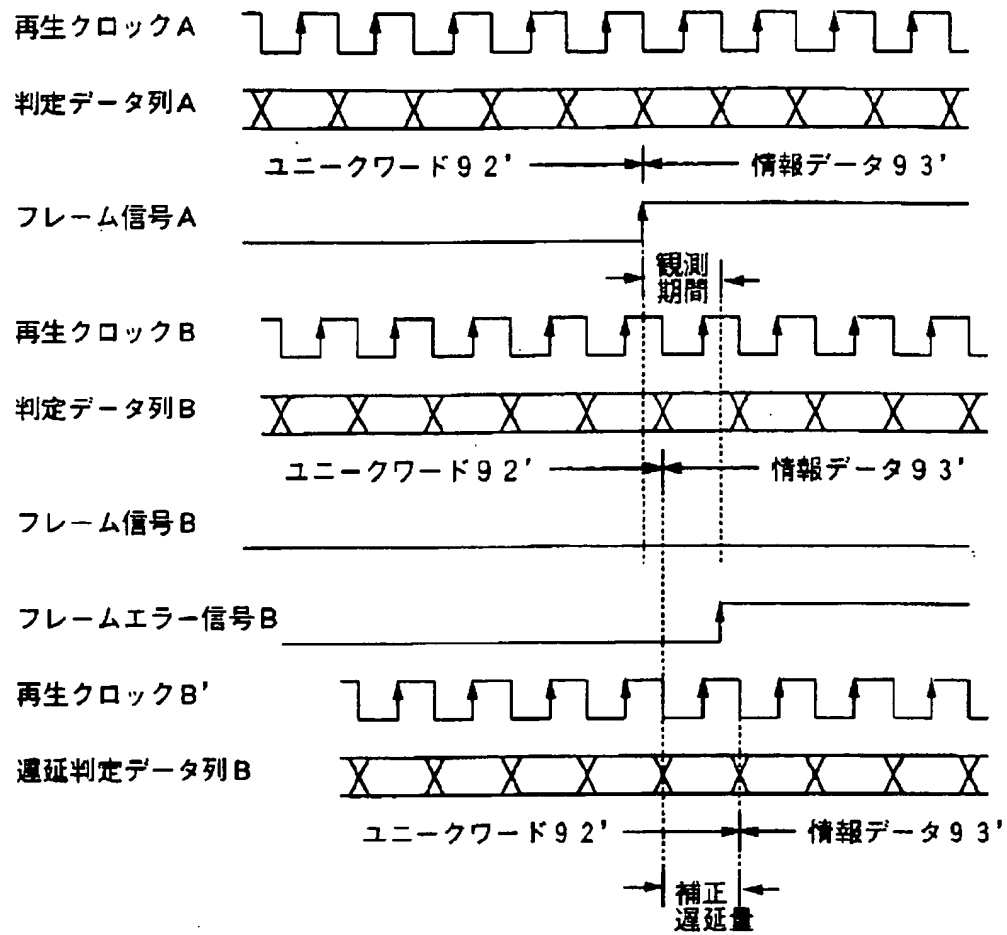 再生クロックA
判定データ列A
ユニークワード92' 情報データ93'
フレーム信号A
観測
期間
再生クロックB
判定データ列B
ユニークワード92' 情報データ93'
フレーム信号B
フレームエラー信号B
再生クロックB'
遅延判定データ列B
ユニークワード92' 情報データ93'
補正
遅延量